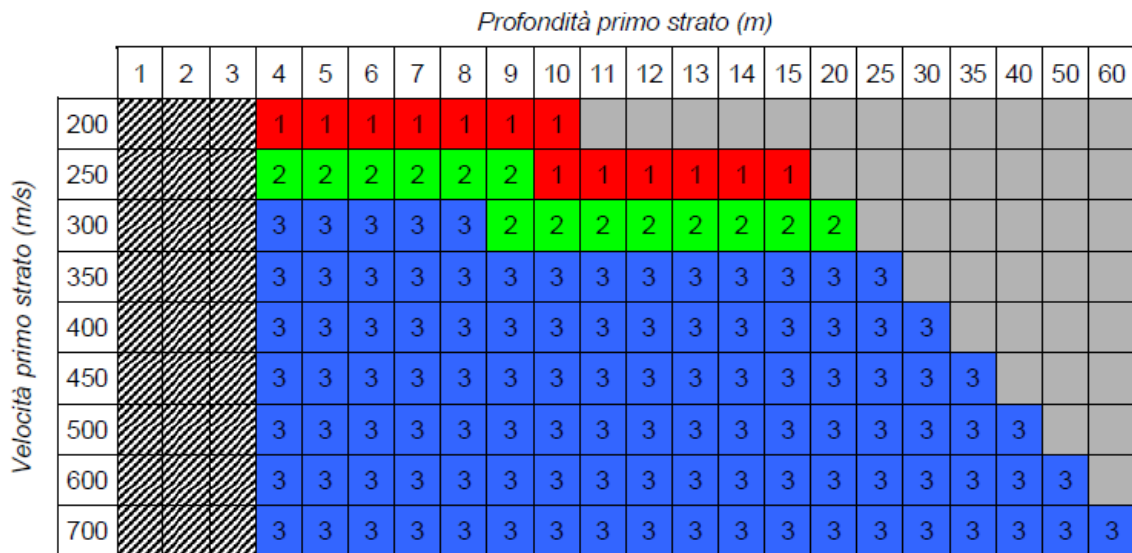 Profondità primo strato (m)
1 2 3 4 5 6 7 8 9 10 11 12 13 14 15 20 25 30 35 40 50 60
Velocità primo strato (m/s)
200 1 1 1 1 1 1 1
250 2 2 2 2 2 2 1 1 1 1 1 1
300 3 3 3 3 3 2 2 2 2 2 2 2 2
350 3 3 3 3 3 3 3 3 3 3 3 3 3 3
400 3 3 3 3 3 3 3 3 3 3 3 3 3 3 3
450 3 3 3 3 3 3 3 3 3 3 3 3 3 3 3 3
500 3 3 3 3 3 3 3 3 3 3 3 3 3 3 3 3 3
600 3 3 3 3 3 3 3 3 3 3 3 3 3 3 3 3 3 3
700 3 3 3 3 3 3 3 3 3 3 3 3 3 3 3 3 3 3 3